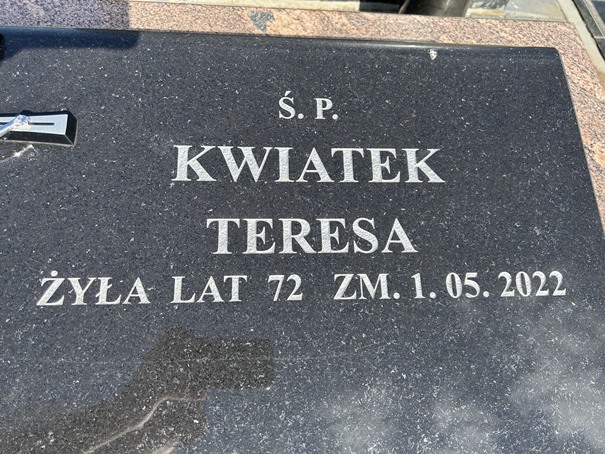 Ś. P.
KWIATEK
TERESA
ŻYŁA LAT 72 ZM. 1. 05. 2022